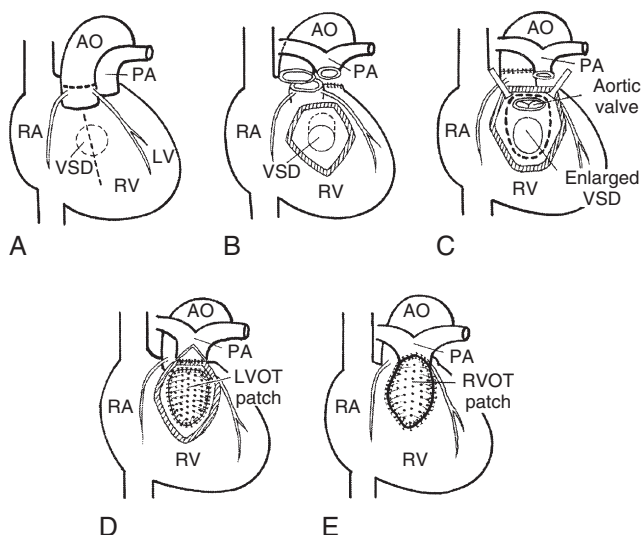 AO
PA
RA
VSD
LV
RV
A
AO
PA
RA
VSD
RV
B
AO
PA
Aortic
valve
RA
RV
Enlarged
VSD
C
AO
PA
LVOT
patch
RA
RV
D
AO
PA
RVOT
patch
RA
RV
E